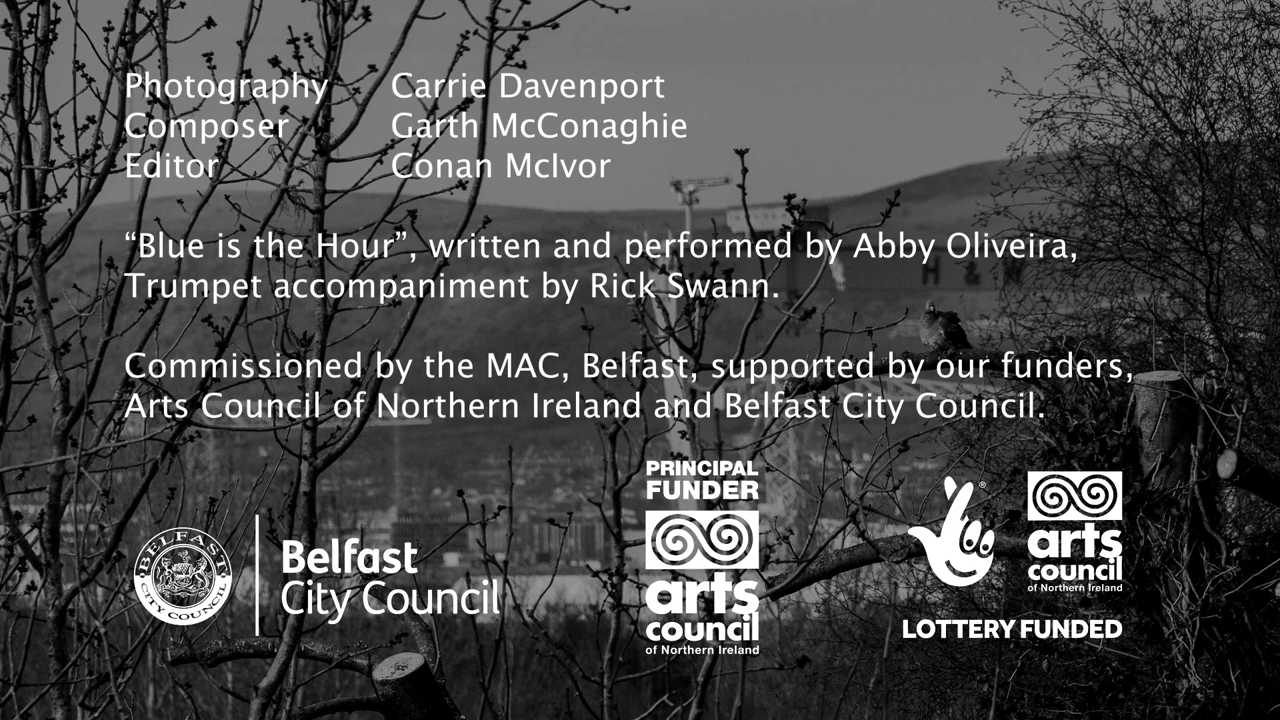 Photography Carrie Davenport
Composer Garth McConaghie
Editor Conan McIvor
“Blue is the Hour”, written and performed by Abby Oliveira,
Trumpet accompaniment by Rick Swann.
Commissioned by the MAC, Belfast, supported by our funders,
Arts Council of Northern Ireland and Belfast City Council.
BELFAST
CITY COUNCIL
Belfast
City Council
PRINCIPAL
FUNDER
arts
council
of Northern Ireland
®
arts
council
of Northern Ireland
LOTTERY FUNDED